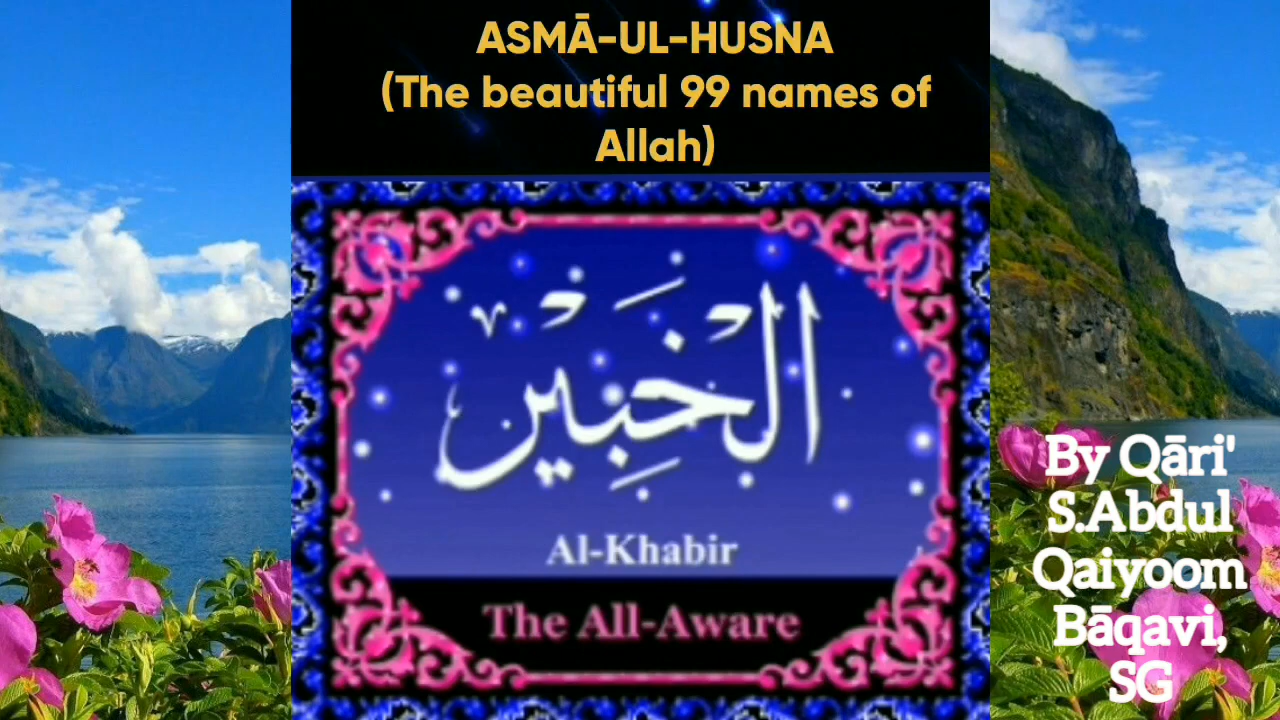 ASMĀ-UL-HUSNA
(The beautiful 99 names of
Allah)
الْخَبِيْرُ
Al-Khabir
The All-Aware
By Qāri'
S.Abdul
Qaiyoom
Bāqavi,
SG